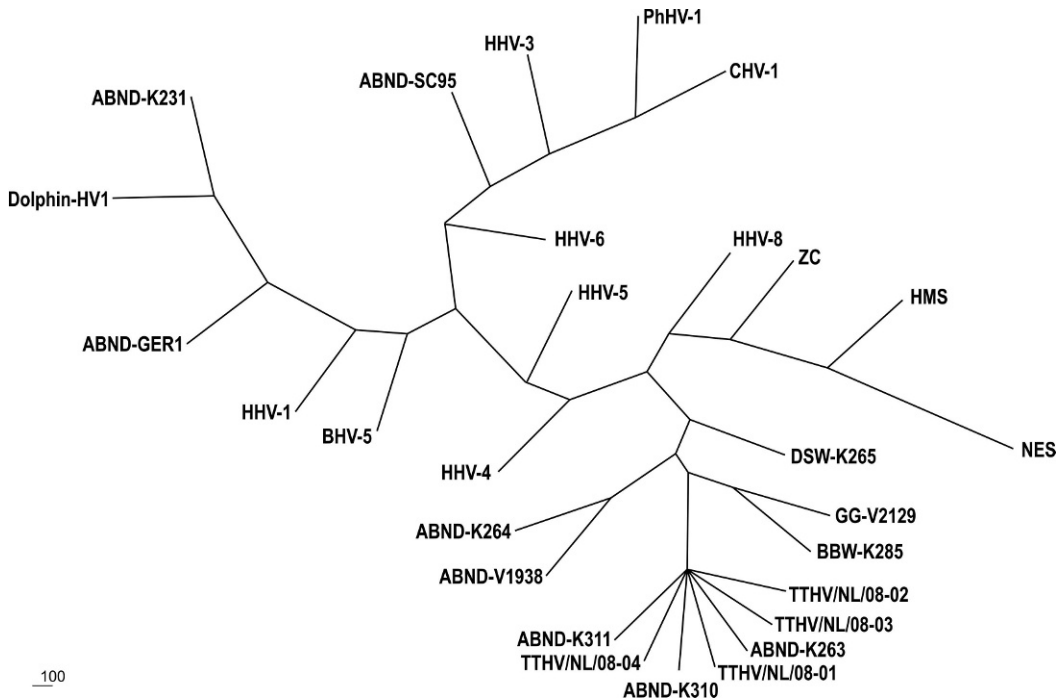 PhHV-1
HHV-3
CHV-1
ABND-SC95
ABND-K231
Dolphin-HV1
HHV-6
HHV-8
ZC
HHV-5
HMS
ABND-GER1
HHV-1
BHV-5
NES
DSW-K265
HHV-4
GG-V2129
ABND-K264
BBW-K285
ABND-V1938
TTHV/NL/08-02
TTHV/NL/08-03
ABND-K311
ABND-K263
TTHV/NL/08-04
TTHV/NL/08-01
100
ABND-K310